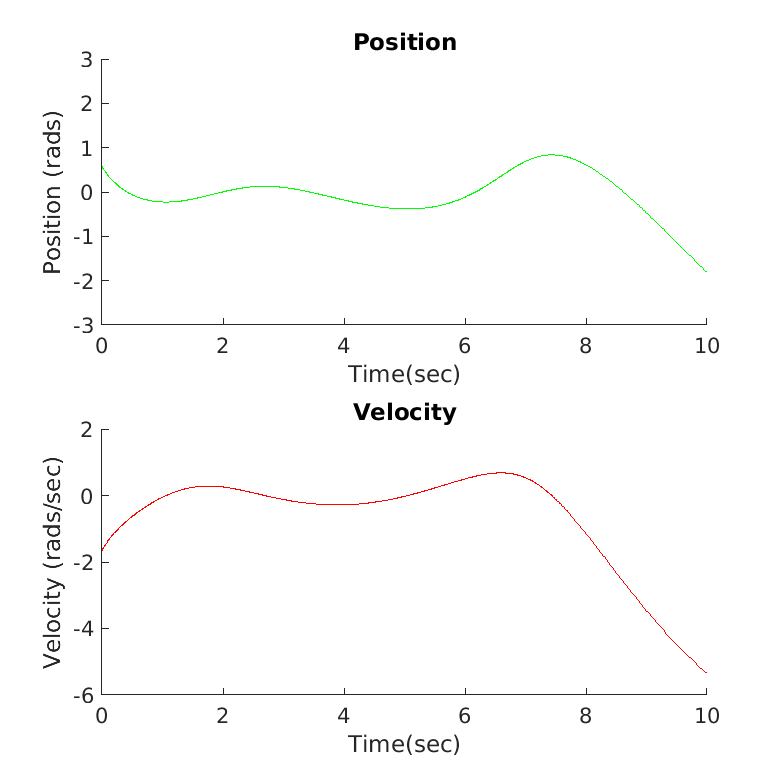 Position
3
2
1
0
-1
-2
-3
Position (rads)
0 2 4 6 8 10
Time(sec)
Velocity
2
0
-2
-4
-6
Velocity (rads/sec)
0 2 4 6 8 10
Time(sec)